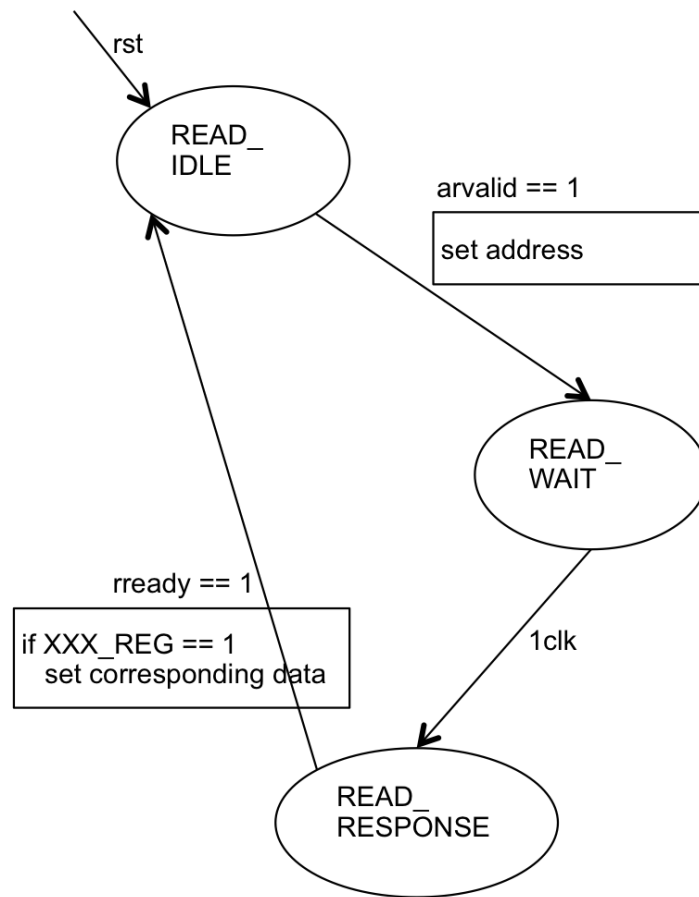 rst
READ_
IDLE
arvalid == 1
set address
READ_
WAIT
rready == 1
if XXX_REG == 1
set corresponding data
1clk
READ_
RESPONSE